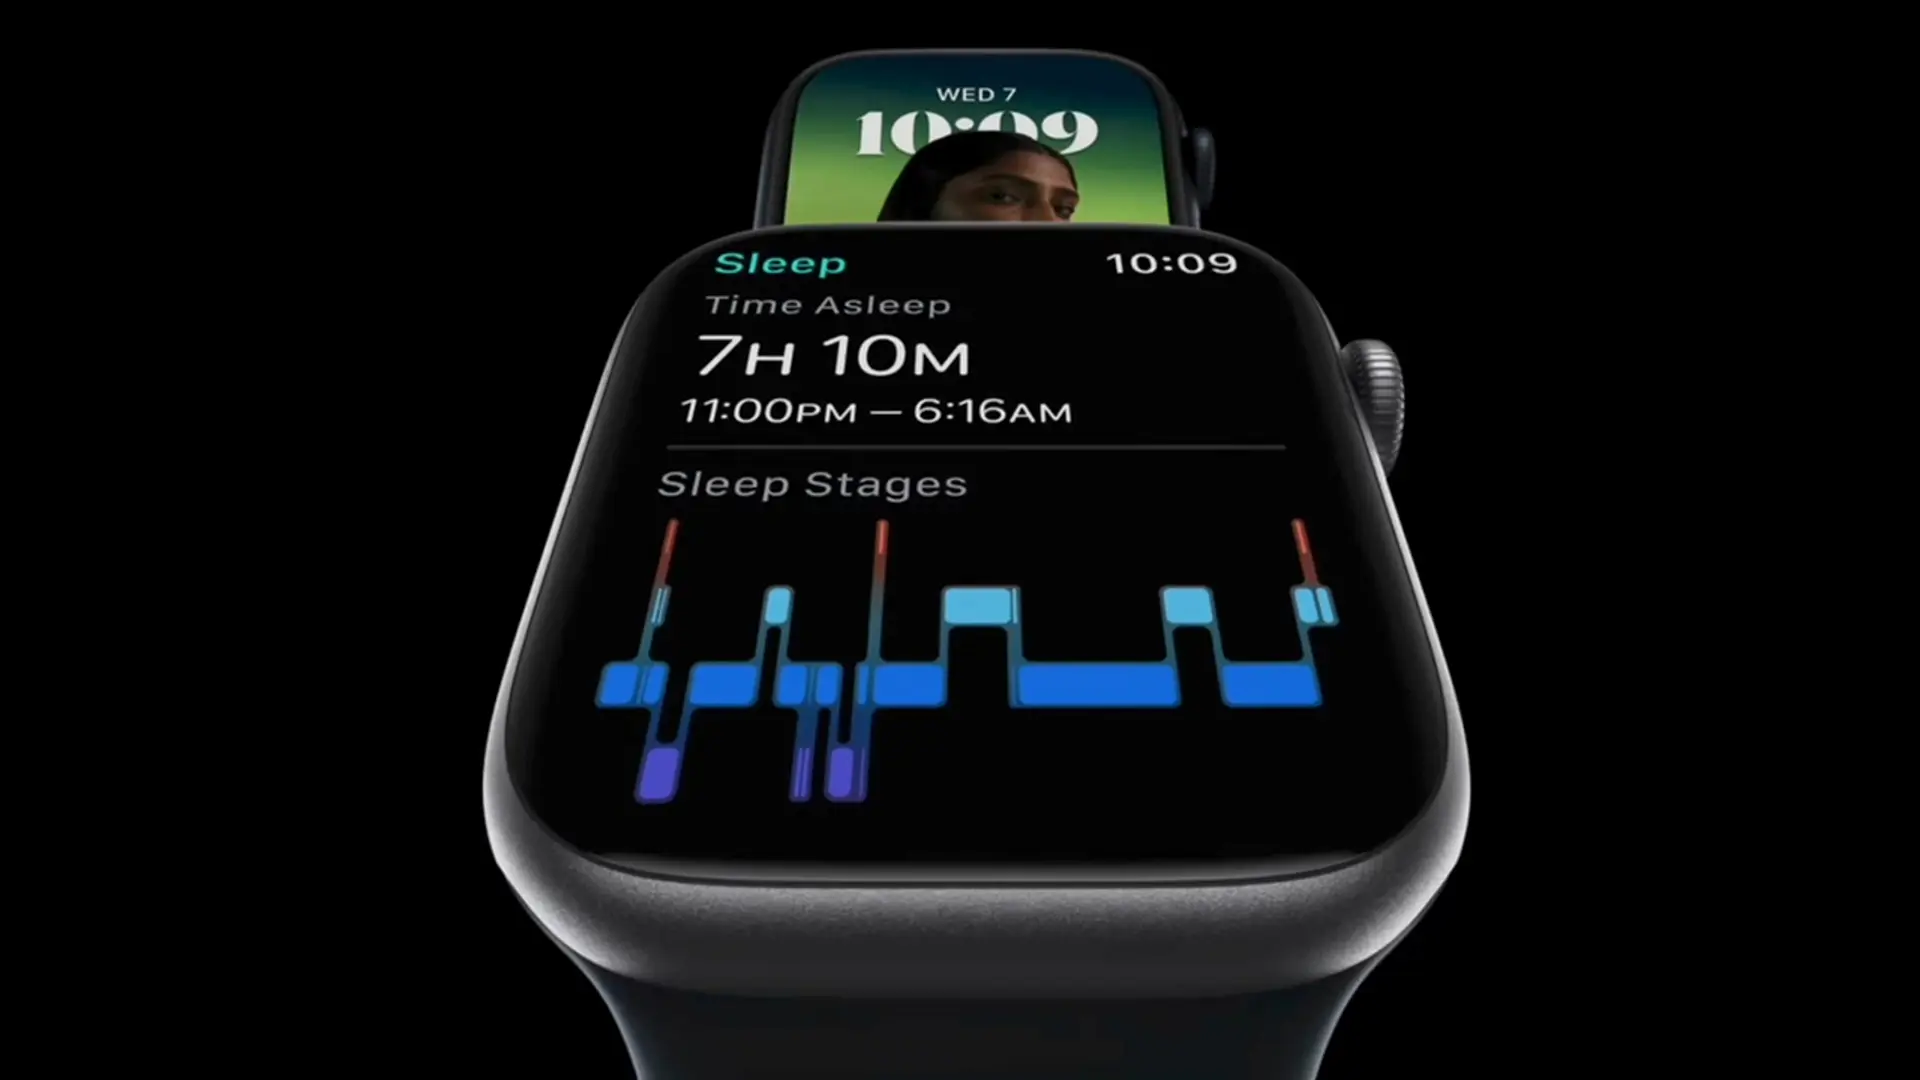 WED 7
10:09
Sleep 10:09
Time Asleep
7H 10M
11:00PM – 6:16AM
Sleep Stages